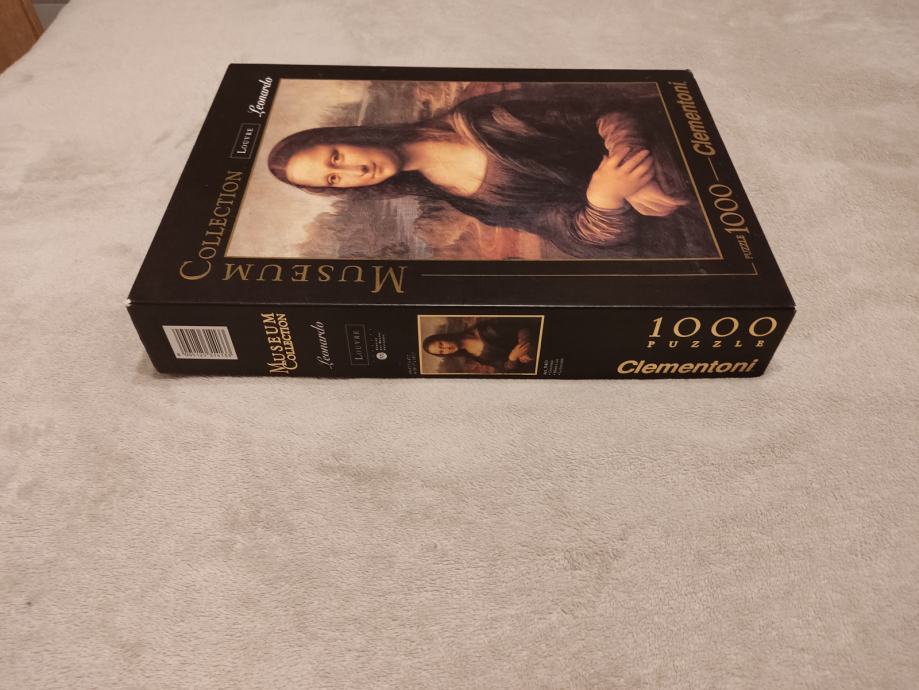 Leonardo
LOUVRE
MUSEUM
COLLECTION
PUZZLE 1000
Clementoni
MUSEUM
COLLECTION
Leonardo
LOUVRE
1000
PUZZLE
Clementoni